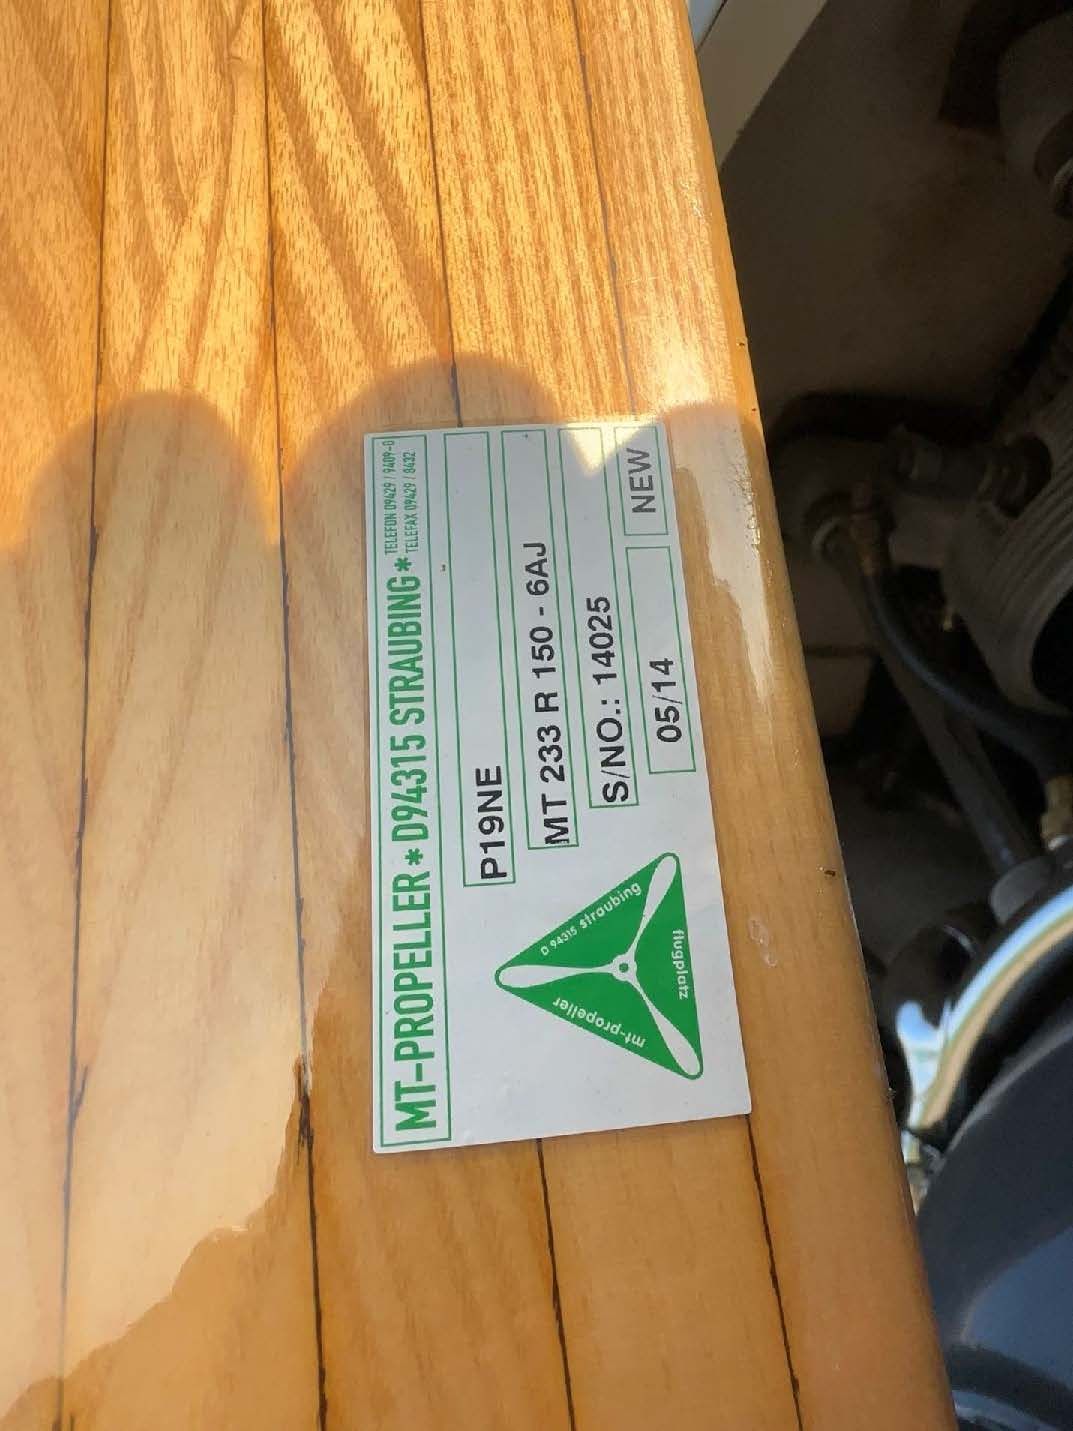 MT-PROPELLER * D94315 STRAUBING *
TELEFON 09429 / 9409-0
TELEFAX 09429 / 8432
P19NE
MT 233 R 150 - 6AJ
S/NO.: 14025
05/14
NEW
D 94315 straubing
mt-propeller
flugplatz